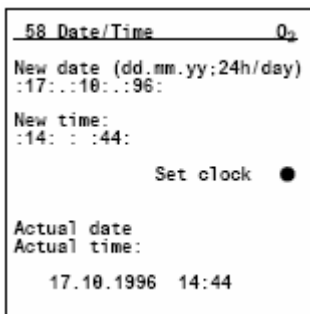 58 Date/Time O₂
New date (dd.mm.yy;24h/day)
:17:.:10:.:96:
New time:
:14: : :44:
Set clock ●
Actual date
Actual time:
17.10.1996 14:44